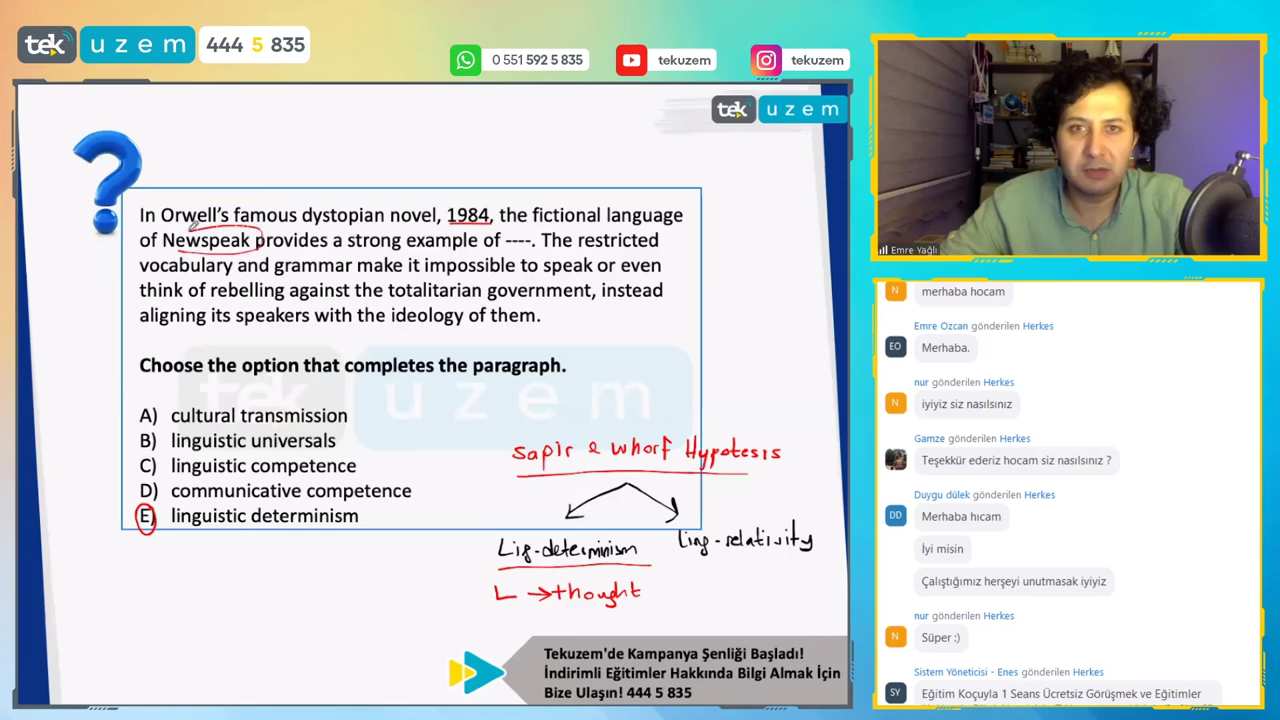 tek uzem 444 5 835
0 551 592 5 835 tekuzem tekuzem
tek uzem
In Orwell's famous dystopian novel, 1984, the fictional language
of Newspeak provides a strong example of ----. The restricted
vocabulary and grammar make it impossible to speak or even
think of rebelling against the totalitarian government, instead
aligning its speakers with the ideology of them.
Choose the option that completes the paragraph.
tek uzem
A) cultural transmission
B) linguistic universals
C) linguistic competence
D) communicative competence
E) linguistic determinism
sapir & whorf Hypotesis
Lig-determinism
Ling-relativity
L → thought
Tekuzem'de Kampanya Şenliği Başladı!
İndirimli Eğitimler Hakkında Bilgi Almak İçin
Bize Ulaşın! 444 5 835
Emre Yağlı
N merhaba hocam
Emre Ozcan gönderilen Herkes
EO Merhaba.
nur gönderilen Herkes
N iyiyiz siz nasılsınız
Gamze gönderilen Herkes
Teşekkür ederiz hocam siz nasılsınız ?
Duygu dülek gönderilen Herkes
DD Merhaba hıcam
İyi misin
Çalıştığımız herşeyi unutmasak iyiyiz
nur gönderilen Herkes
N Süper :)
Sistem Yöneticisi - Enes gönderilen Herkes
SY Eğitim Koçuyla 1 Seans Ücretsiz Görüşmek ve Eğitimler